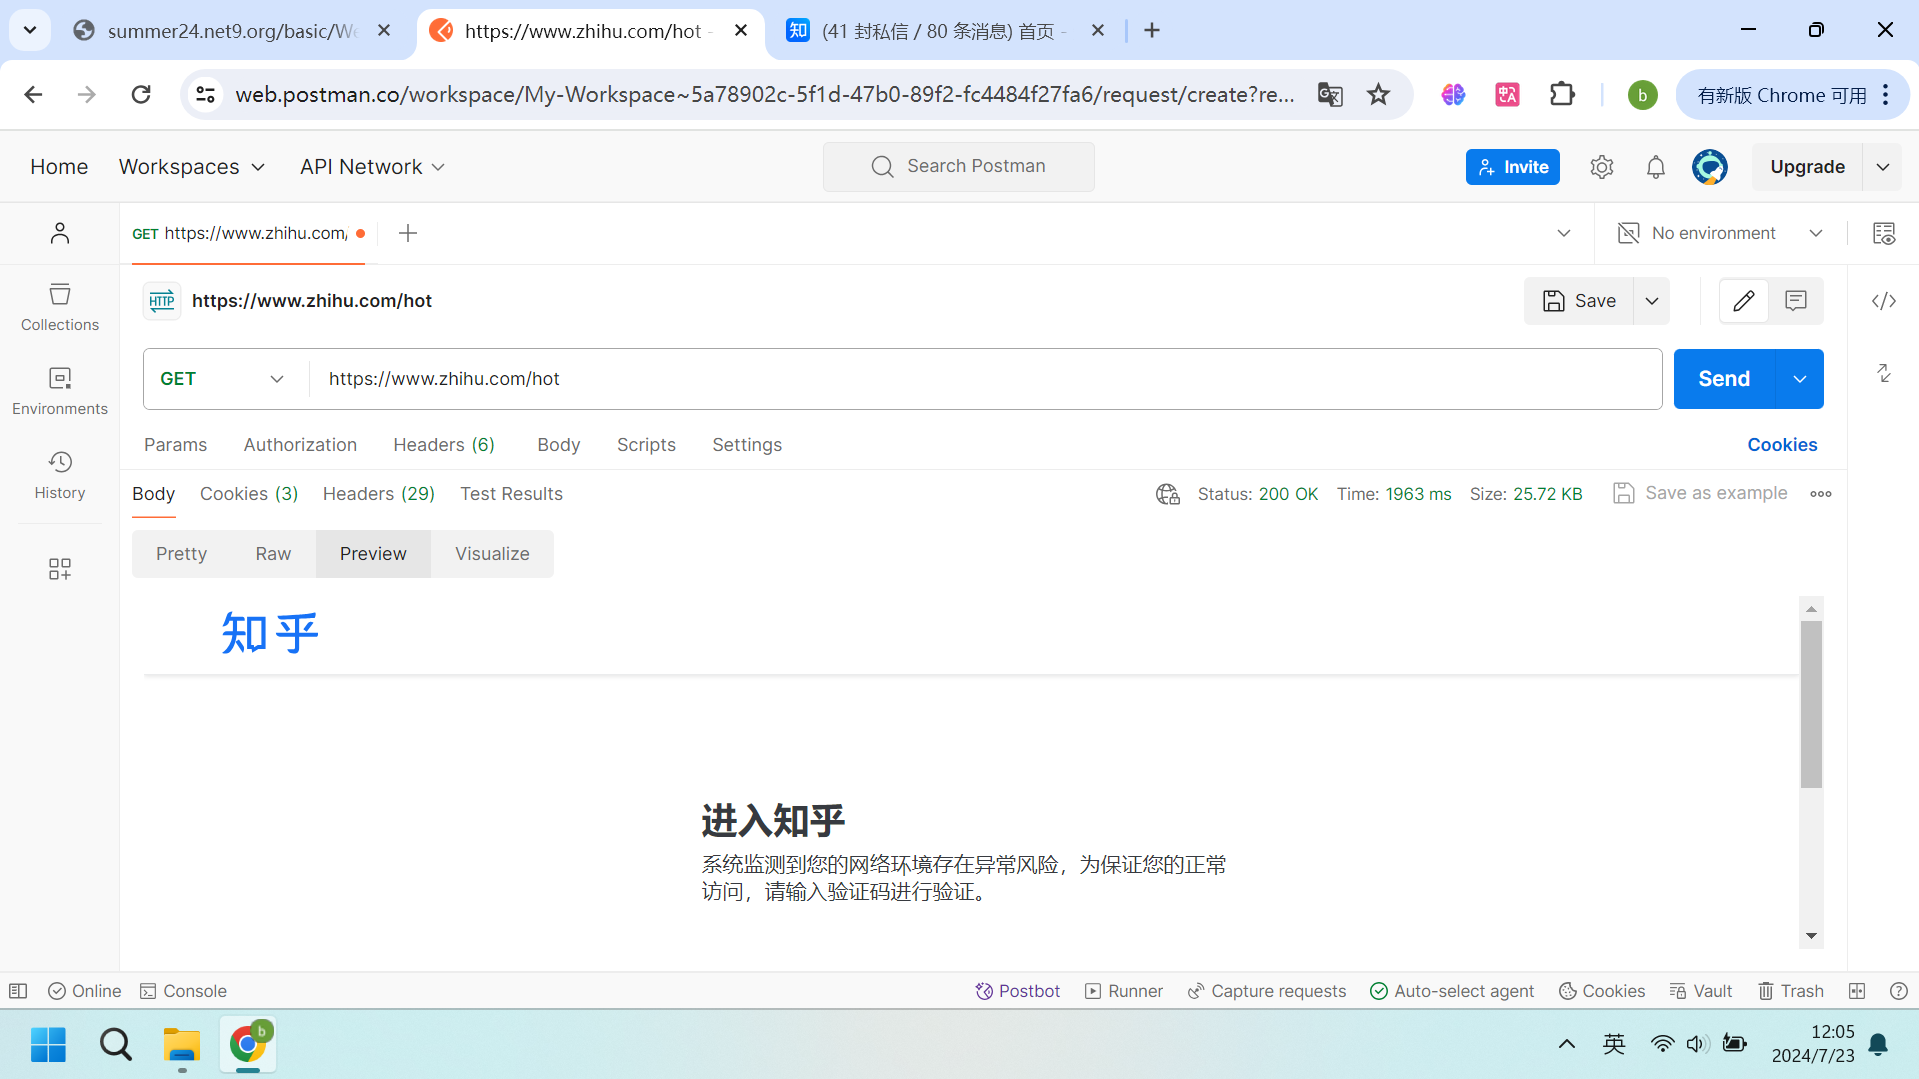 summer24.net9.org/basic/We
https://www.zhihu.com/hot -
知
(41 封私信 / 80 条消息) 首页 -
web.postman.co/workspace/My-Workspace~5a78902c-5f1d-47b0-89f2-fc4484f27fa6/request/create?re...
b
有新版 Chrome 可用
Home
Workspaces
API Network
Search Postman
Invite
Upgrade
GET https://www.zhihu.com/
No environment
HTTP
https://www.zhihu.com/hot
Save
Collections
GET
https://www.zhihu.com/hot
Send
Environments
Params
Authorization
Headers (6)
Body
Scripts
Settings
Cookies
History
Body
Cookies (3)
Headers (29)
Test Results
Status: 200 OK
Time: 1963 ms
Size: 25.72 KB
Save as example
Pretty
Raw
Preview
Visualize
知乎
进入知乎
系统监测到您的网络环境存在异常风险，为保证您的正常
访问，请输入验证码进行验证。
Online
Console
Postbot
Runner
Capture requests
Auto-select agent
Cookies
Vault
Trash
b
英
12:05
2024/7/23